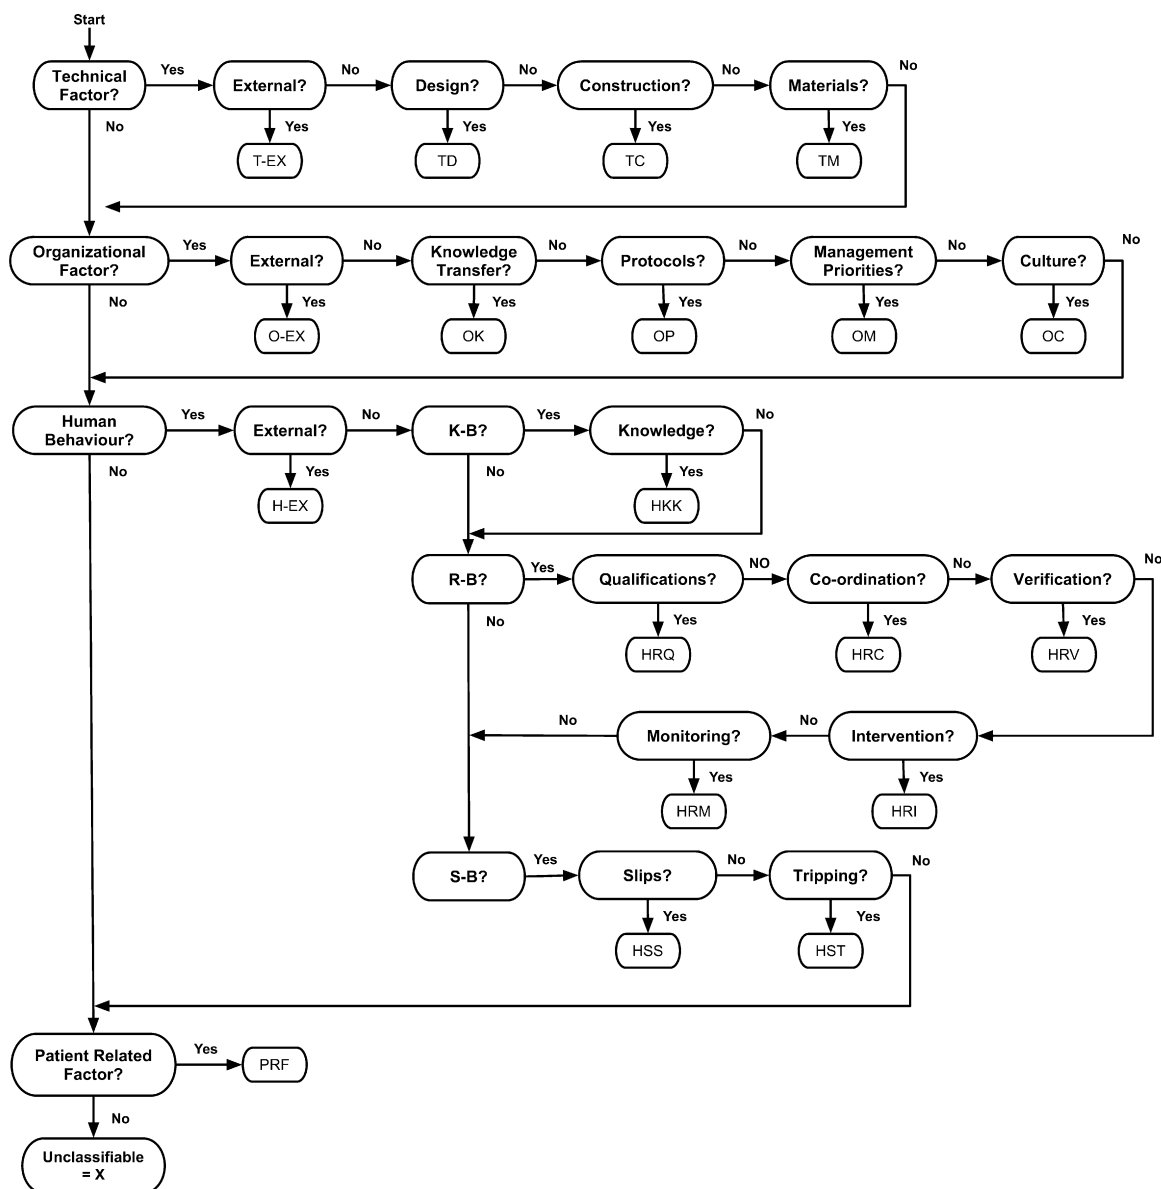 Start
Technical
Factor?
Yes
External?
No
Design?
No
Construction?
No
Materials?
No
No
Yes
Yes
Yes
Yes
T-EX
TD
TC
TM
Organizational
Factor?
Yes
External?
No
Knowledge
Transfer?
No
Protocols?
No
Management
Priorities?
No
Culture?
No
No
Yes
Yes
Yes
Yes
Yes
O-EX
OK
OP
OM
OC
Human
Behaviour?
Yes
External?
No
K-B?
Yes
Knowledge?
No
No
Yes
No
Yes
H-EX
HKK
R-B?
Yes
Qualifications?
NO
Co-ordination?
No
Verification?
No
No
Yes
Yes
Yes
HRQ
HRC
HRV
No
Monitoring?
No
Intervention?
Yes
Yes
HRM
HRI
S-B?
Yes
Slips?
No
Tripping?
No
Yes
Yes
HSS
HST
Patient Related
Factor?
Yes
PRF
No
Unclassifiable
= X